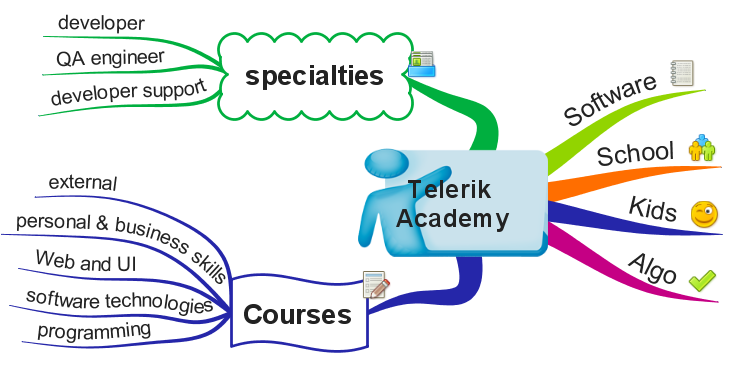 developer
QA engineer
developer support
specialties
external
personal & business skills
Web and UI
software technologies
programming
Courses
Telerik
Academy
Software
School
Kids
Algo